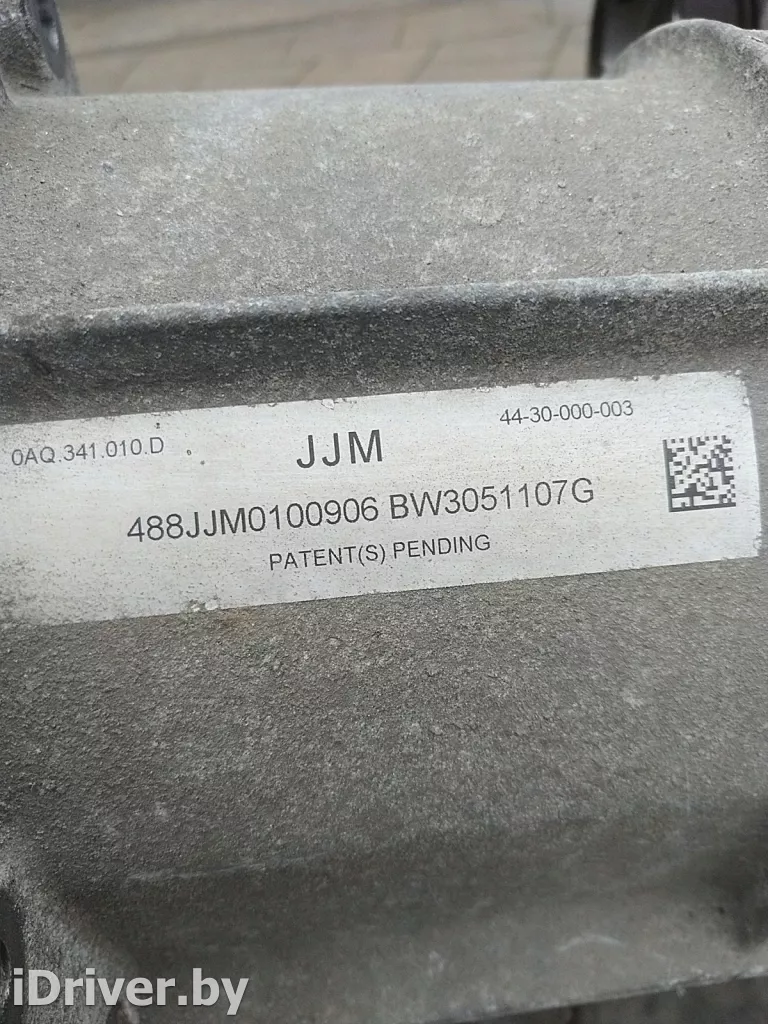 44-30-000-003
0AQ.341.010.D
JJM
488JJM0100906 BW3051107G
PATENT(S) PENDING
iDriver.by